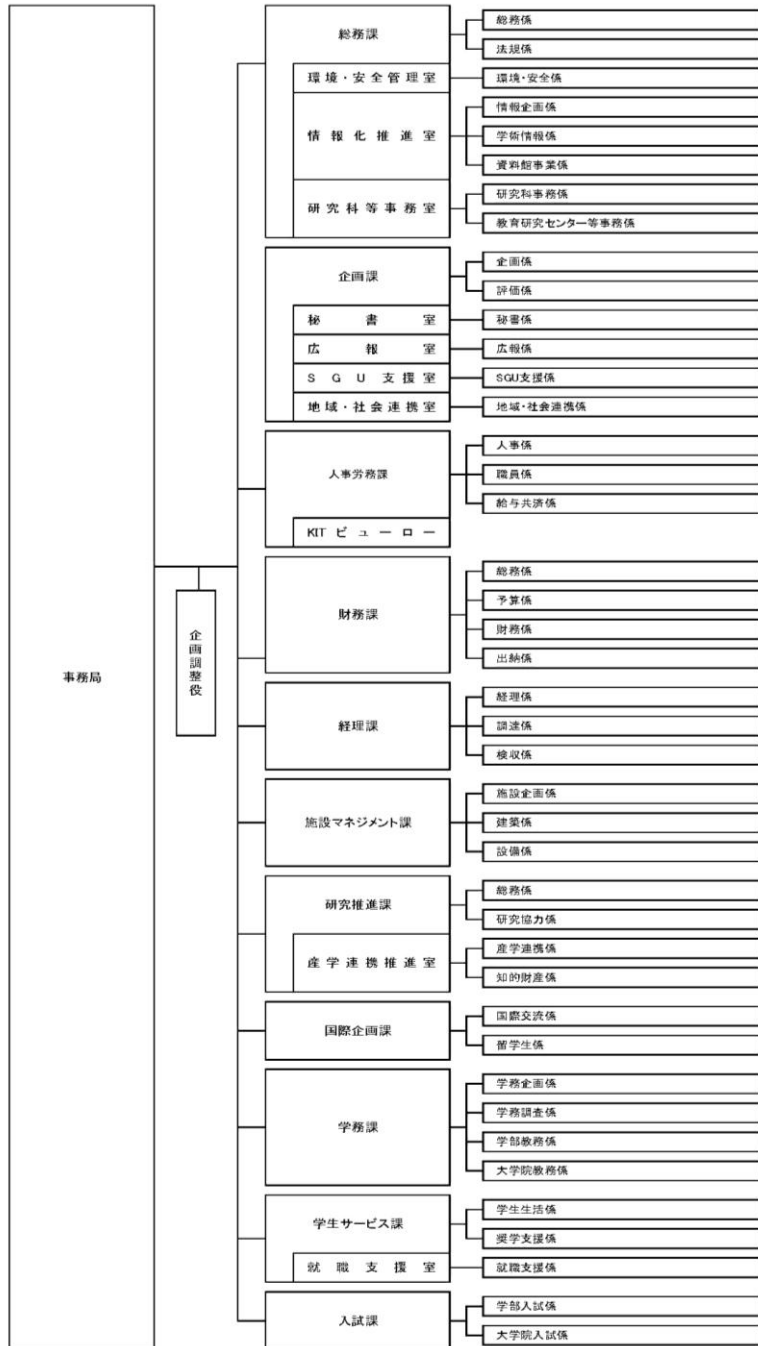 事務局
企画調整役
総務課
総務係
法規係
環境・安全管理室
環境・安全係
情報化推進室
情報企画係
学術情報係
資料館事業係
研究科等事務室
研究科事務係
教育研究センター等事務係
企画課
企画係
評価係
秘書室
秘書係
広報室
広報係
SGU支援室
SGU支援係
地域・社会連携室
地域・社会連携係
人事労務課
人事係
職員係
給与共済係
KITビューロー
財務課
総務係
予算係
財務係
出納係
経理課
経理係
調達係
検収係
施設マネジメント課
施設企画係
建築係
設備係
研究推進課
総務係
研究協力係
産学連携推進室
産学連携係
知的財産係
国際企画課
国際交流係
留学生係
学務課
学務企画係
学務調査係
学部教務係
大学院教務係
学生サービス課
学生生活係
奨学支援係
就職支援室
就職支援係
入試課
学部入試係
大学院入試係